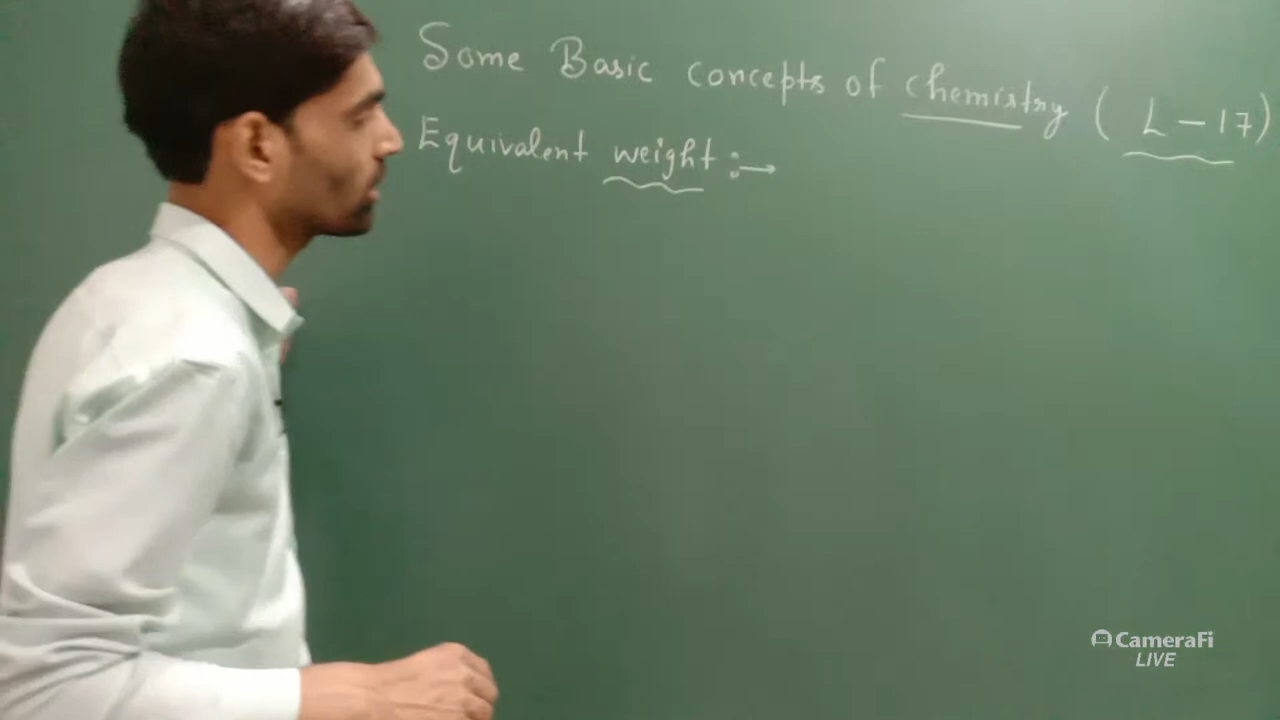 Some Basic concepts of chemistry ( L - 17)
Equivalent weight :→
CameraFi
LIVE